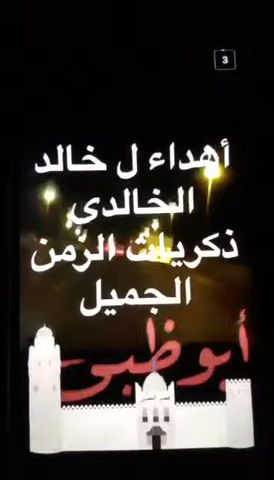 3
أهداء ل خالد
الخالدي
ذكريات الزمن
الجميل
أبوظبي